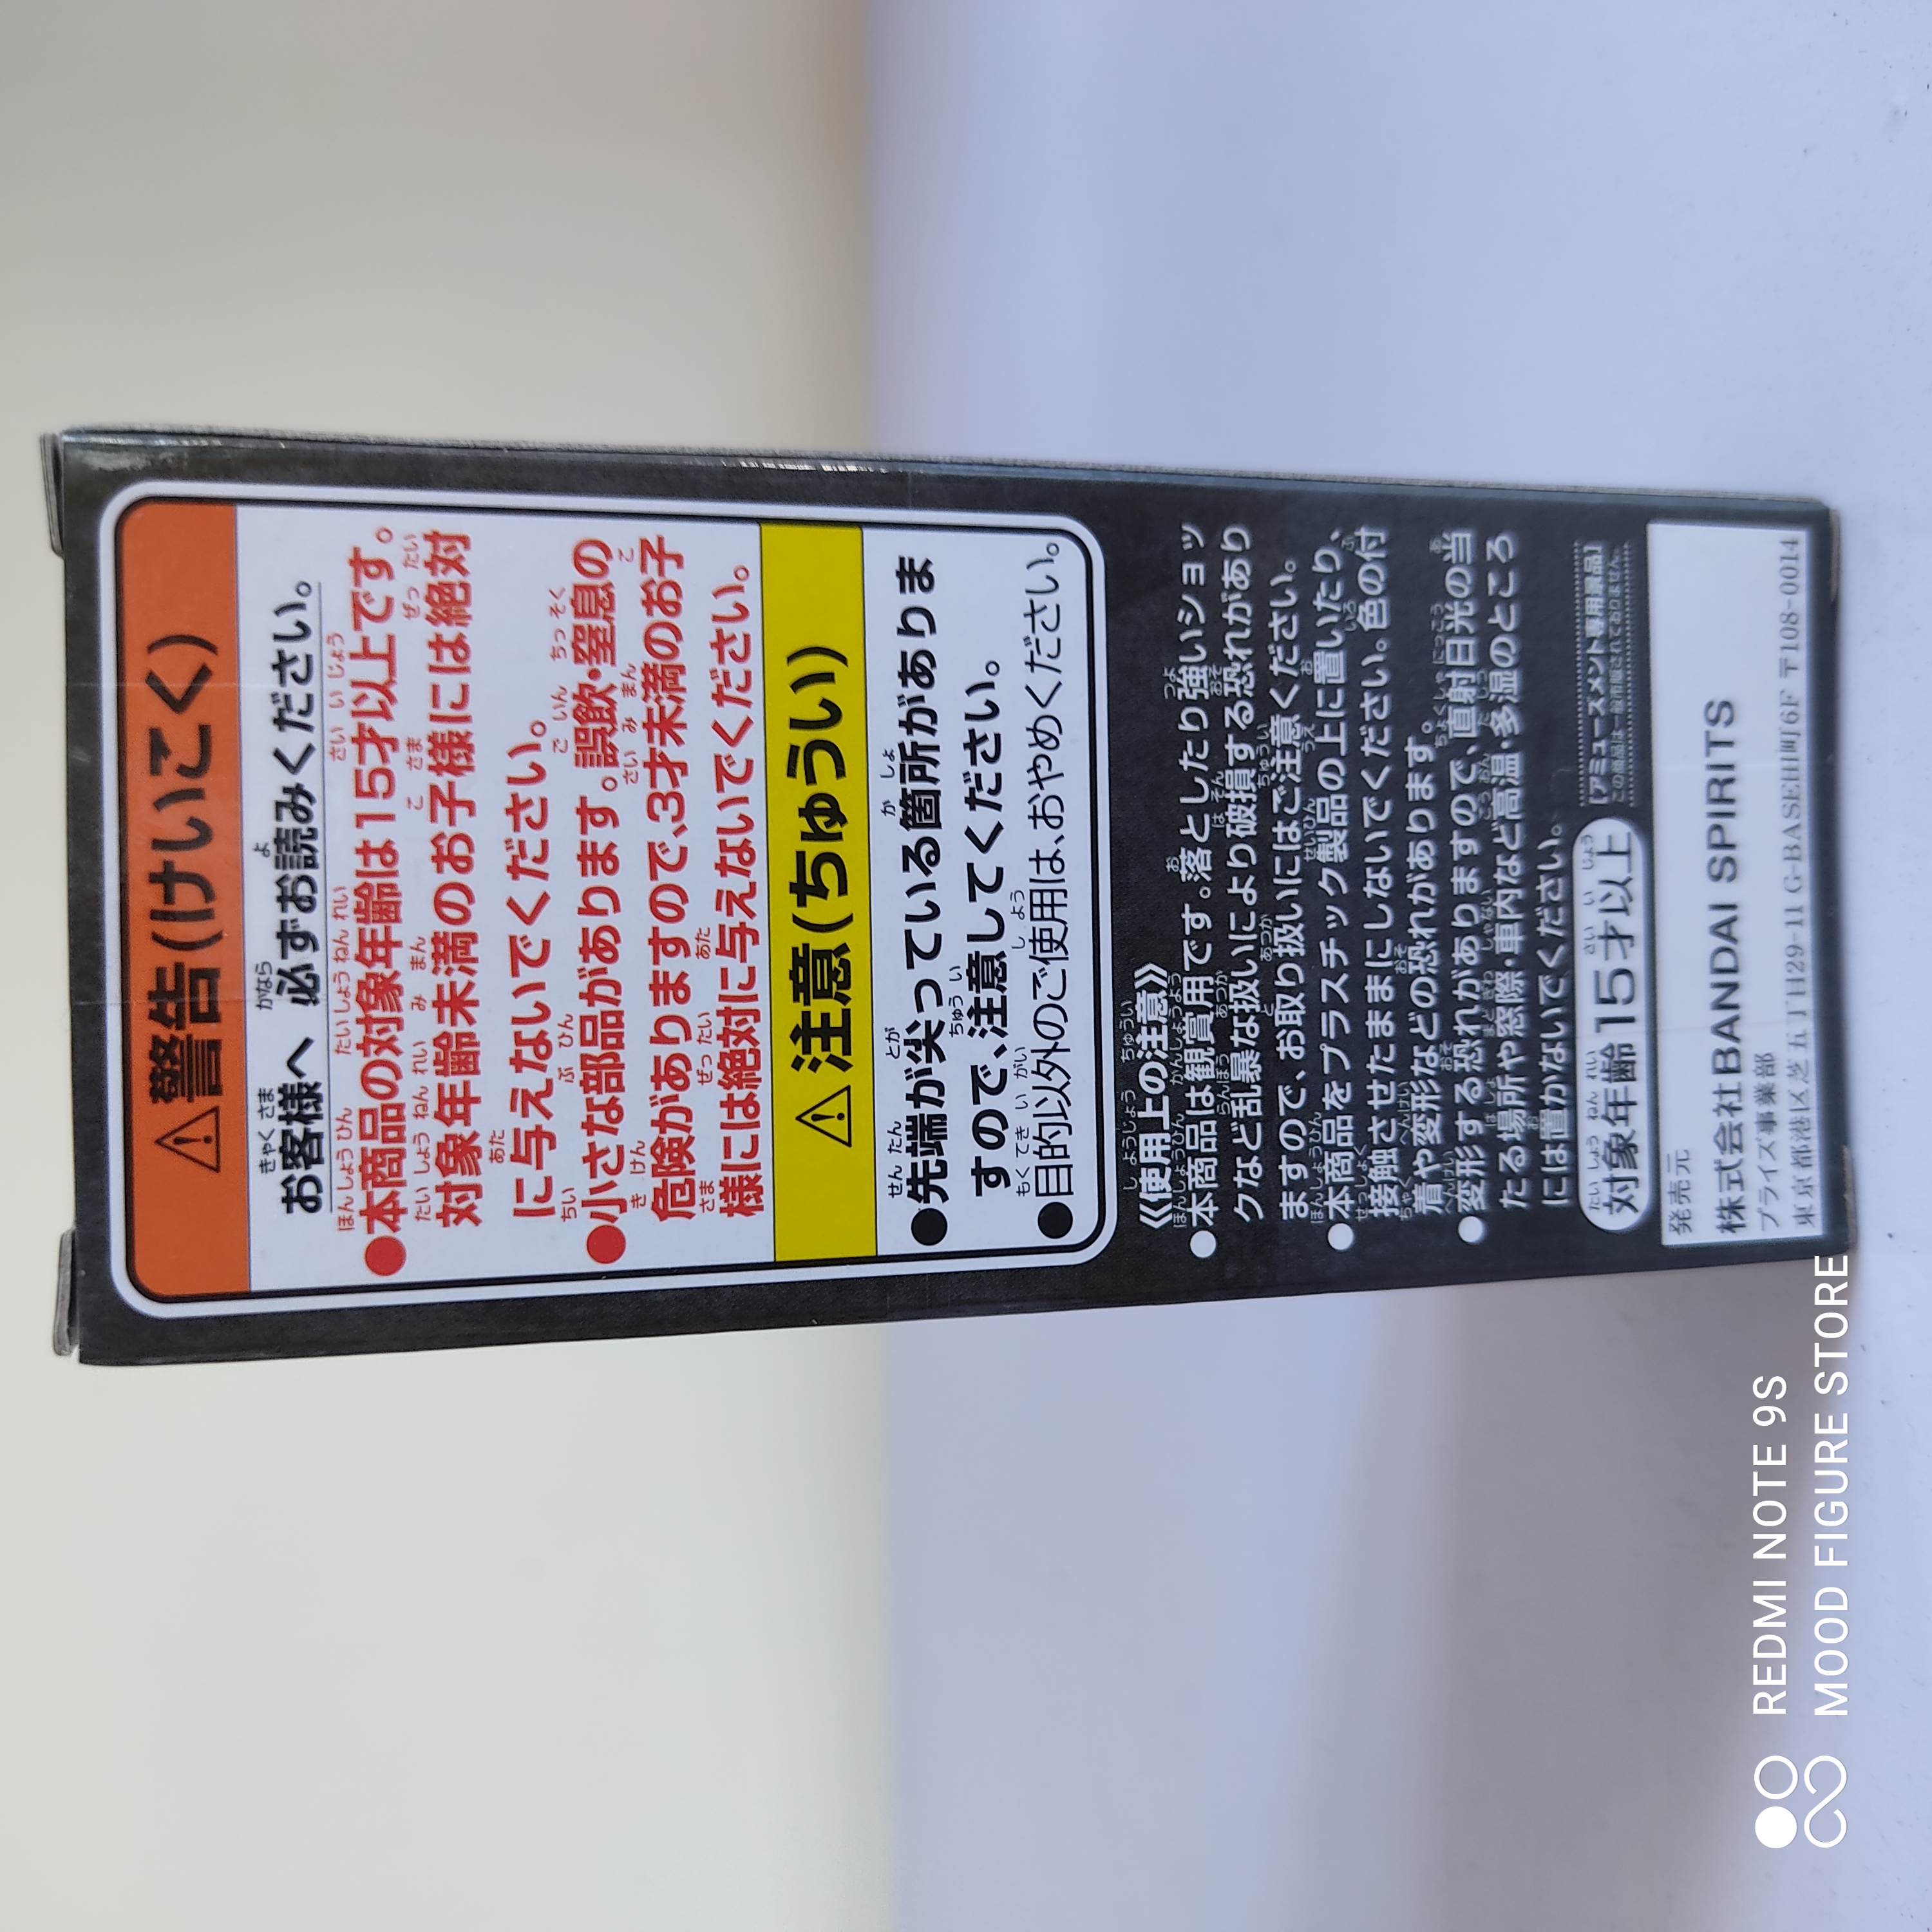 ⚠警告(けいこく)
お客様へ 必ずお読みください。
●本商品の対象年齢は15才以上です。
対象年齢未満のお子様には絶対
に与えないでください。
●小さな部品があります。誤飲・窒息の
危険がありますので、3才未満のお子
様には絶対に与えないでください。
⚠注意(ちゅうい)
●先端が尖っている箇所がありま
すので、注意してください。
●目的以外のご使用は、おやめください。
《使用上の注意》
●本商品は観賞用です。落としたり強いショッ
クなど乱暴な扱いにより破損する恐れがあり
ますので、お取り扱いにはご注意ください。
●本商品をプラスチック製品の上に置いたり、
接触させたままにしないでください。色の付
着や変形などの恐れがあります。
●変形する恐れがありますので、直射日光の当
たる場所や窓際・車内など高温・多湿のところ
には置かないでください。
対象年齢15才以上
[アミューズメント専用景品]
この商品は一般市販されておりません。
発売元
株式会社BANDAI SPIRITS
プライズ事業部
東京都港区芝五丁目29-11 G-BASE田町6F 〒108-0014
REDMI NOTE 9S
MOOD FIGURE STORE